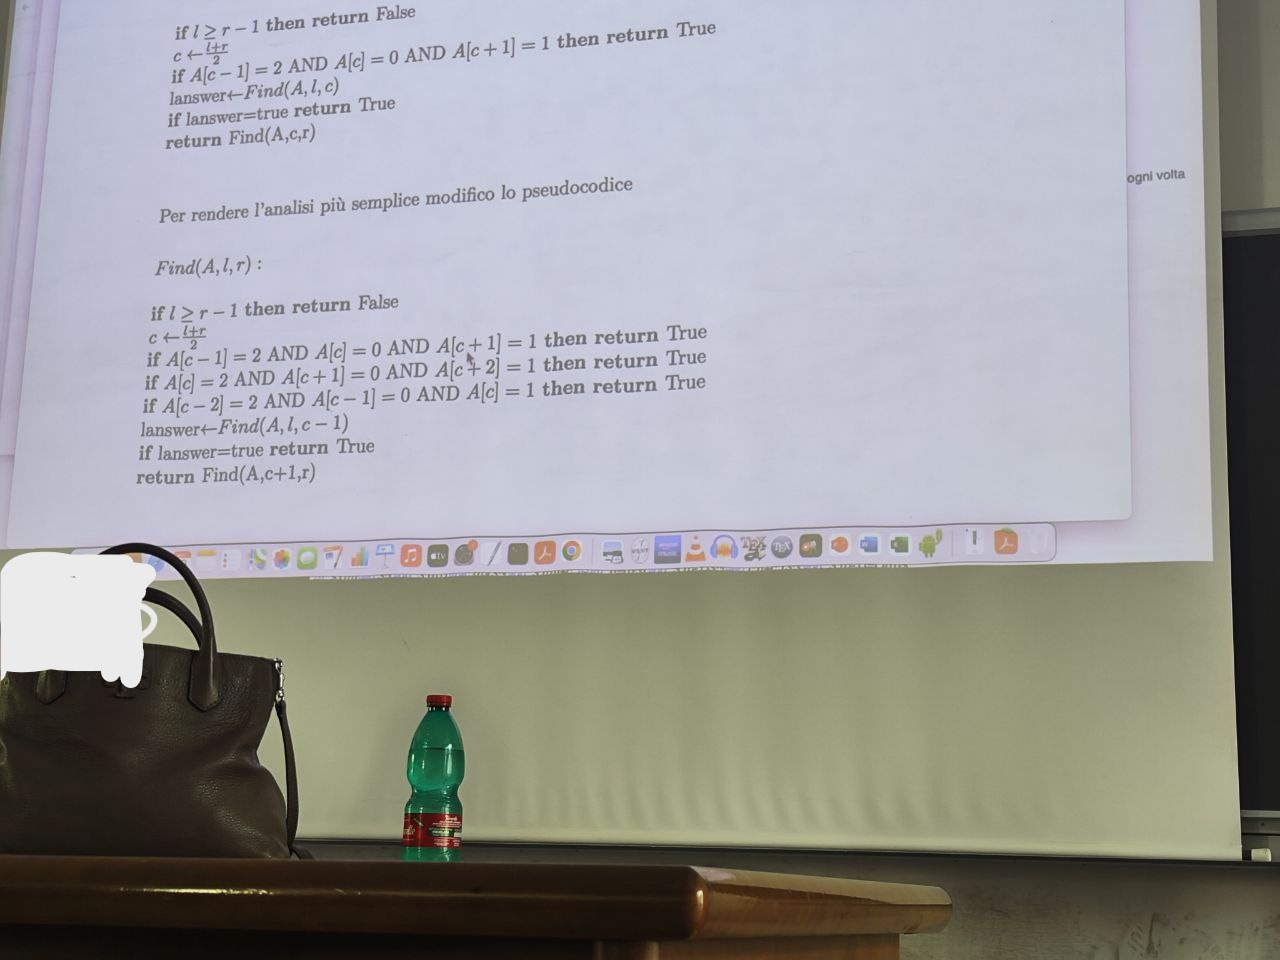 if l ≥ r − 1 then return False
c ← l+r/2
if A[c − 1] = 2 AND A[c] = 0 AND A[c + 1] = 1 then return True
lanswer←Find(A, l, c)
if lanswer=true return True
return Find(A,c,r)
ogni volta
Per rendere l'analisi più semplice modifico lo pseudocodice
Find(A, l, r) :
if l ≥ r − 1 then return False
c ← l+r/2
if A[c − 1] = 2 AND A[c] = 0 AND A[c + 1] = 1 then return True
if A[c] = 2 AND A[c + 1] = 0 AND A[c + 2] = 1 then return True
if A[c − 2] = 2 AND A[c − 1] = 0 AND A[c] = 1 then return True
lanswer←Find(A, l, c − 1)
if lanswer=true return True
return Find(A,c+1,r)
tv